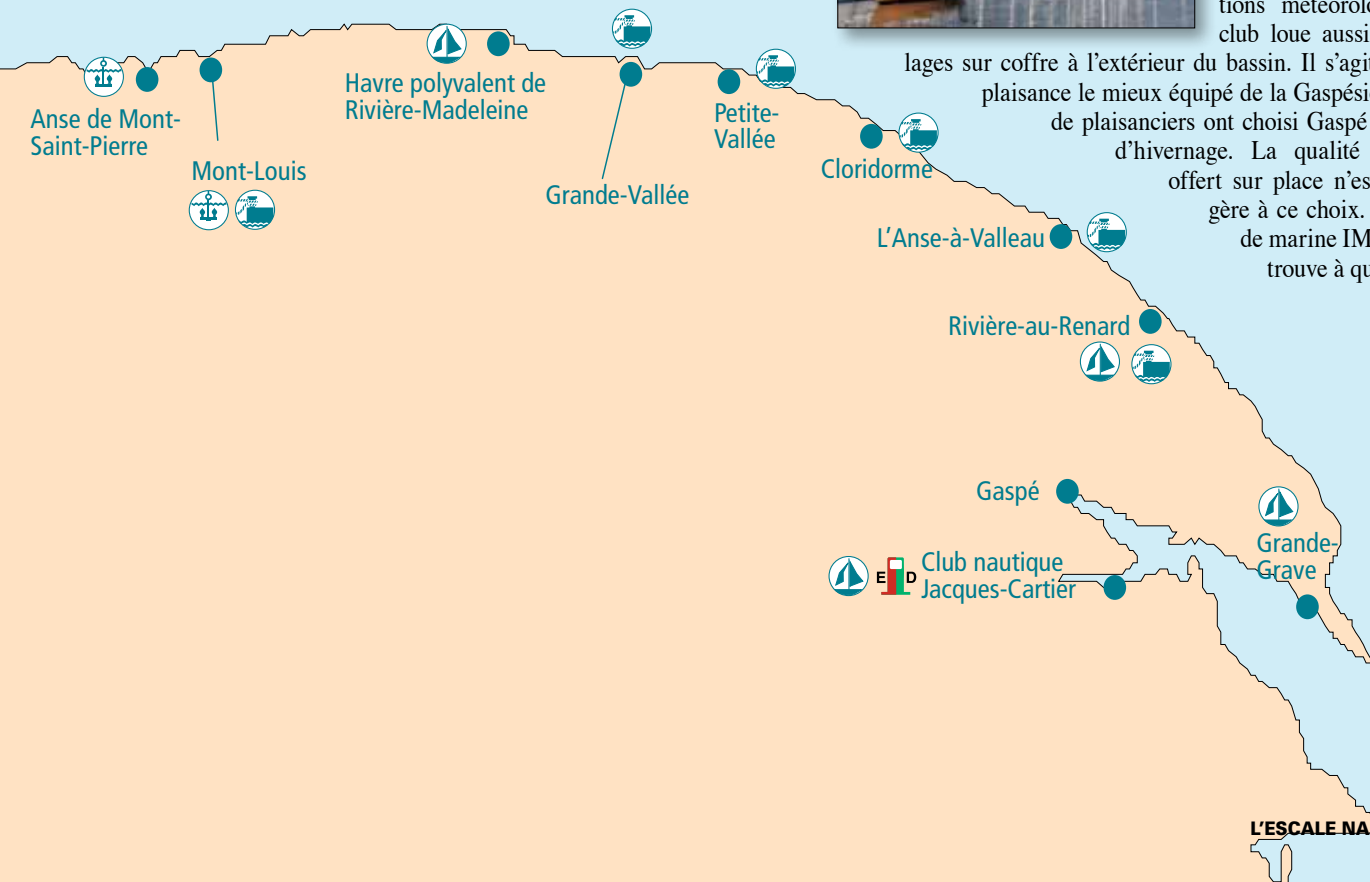 tions météorolo
club loue aussi
lages sur coffre à l'extérieur du bassin. Il s'agit
plaisance le mieux équipé de la Gaspésie
de plaisanciers ont choisi Gaspé
d'hivernage. La qualité
offert sur place n'es
gère à ce choix.
de marine IM
trouve à qu
Anse de Mont-
Saint-Pierre
Mont-Louis
Havre polyvalent de
Rivière-Madeleine
Grande-Vallée
Petite-
Vallée
Cloridorme
L'Anse-à-Valleau
Rivière-au-Renard
Gaspé
Grande-
Grave
E D
Club nautique
Jacques-Cartier
L'ESCALE NA